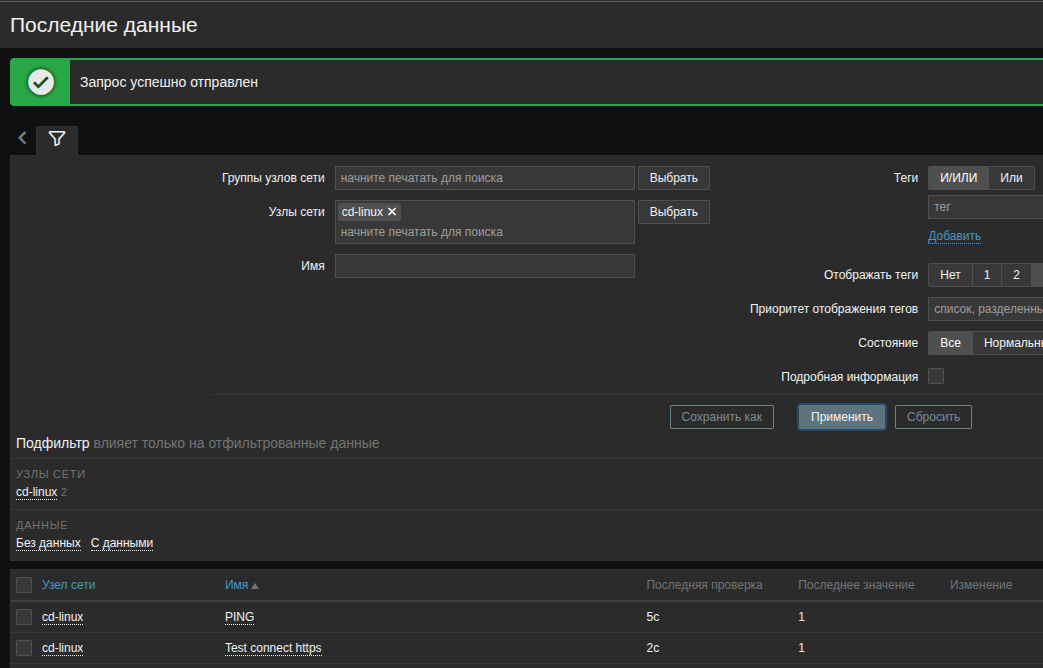 Последние данные
Запрос успешно отправлен
Группы узлов сети начните печатать для поиска Выбрать Теги И/ИЛИ Или
Узлы сети cd-linux Выбрать тег
начните печатать для поиска
Добавить
Имя
Отображать теги Нет 1 2
Приоритет отображения тегов список,
Состояние Все
Подробная информация
Сохранить как Применить Сбросить
Подфильтр влияет только на отфильтрованные данные
УЗЛЫ СЕТИ
cd-linux 2
ДАННЫЕ
Без данных С данными
Узел сети Имя Последняя проверка Последнее значение Изменение
cd-linux PING 5с 1
cd-linux Test connect https 2с 1